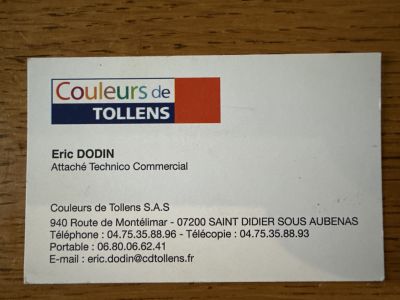 Couleurs de
TOLLENS
Eric DODIN
Attaché Technico Commercial
Couleurs de Tollens S.A.S
940 Route de Montélimar - 07200 SAINT DIDIER SOUS AUBENAS
Téléphone : 04.75.35.88.96 - Télécopie : 04.75.35.88.93
Portable : 06.80.06.62.41
E-mail : eric.dodin@cdtollens.fr